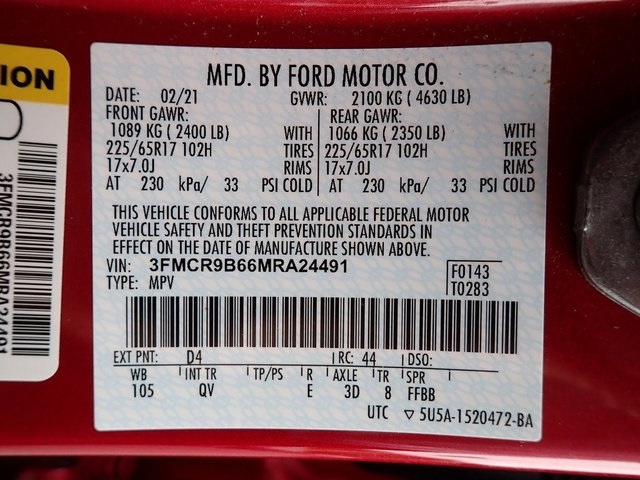 TION
3FMCR9B66MRA24491
MFD. BY FORD MOTOR CO.
DATE: 02/21 GVWR: 2100 KG ( 4630 LB)
FRONT GAWR: REAR GAWR:
1089 KG ( 2400 LB) WITH 1066 KG ( 2350 LB) WITH
225/65R17 102H TIRES 225/65R17 102H TIRES
17x7.0J RIMS 17x7.0J RIMS
AT 230 kPa/ 33 PSI COLD AT 230 kPa/ 33 PSI COLD
THIS VEHICLE CONFORMS TO ALL APPLICABLE FEDERAL MOTOR
VEHICLE SAFETY AND THEFT PREVENTION STANDARDS IN
EFFECT ON THE DATE OF MANUFACTURE SHOWN ABOVE.
VIN: 3FMCR9B66MRA24491
TYPE: MPV
F0143
T0283
EXT PNT: D4 RC: 44 DSO:
WB INT TR TP/PS R AXLE TR SPR
105 QV E 3D 8 FFBB
UTC ▽ 5U5A-1520472-BA